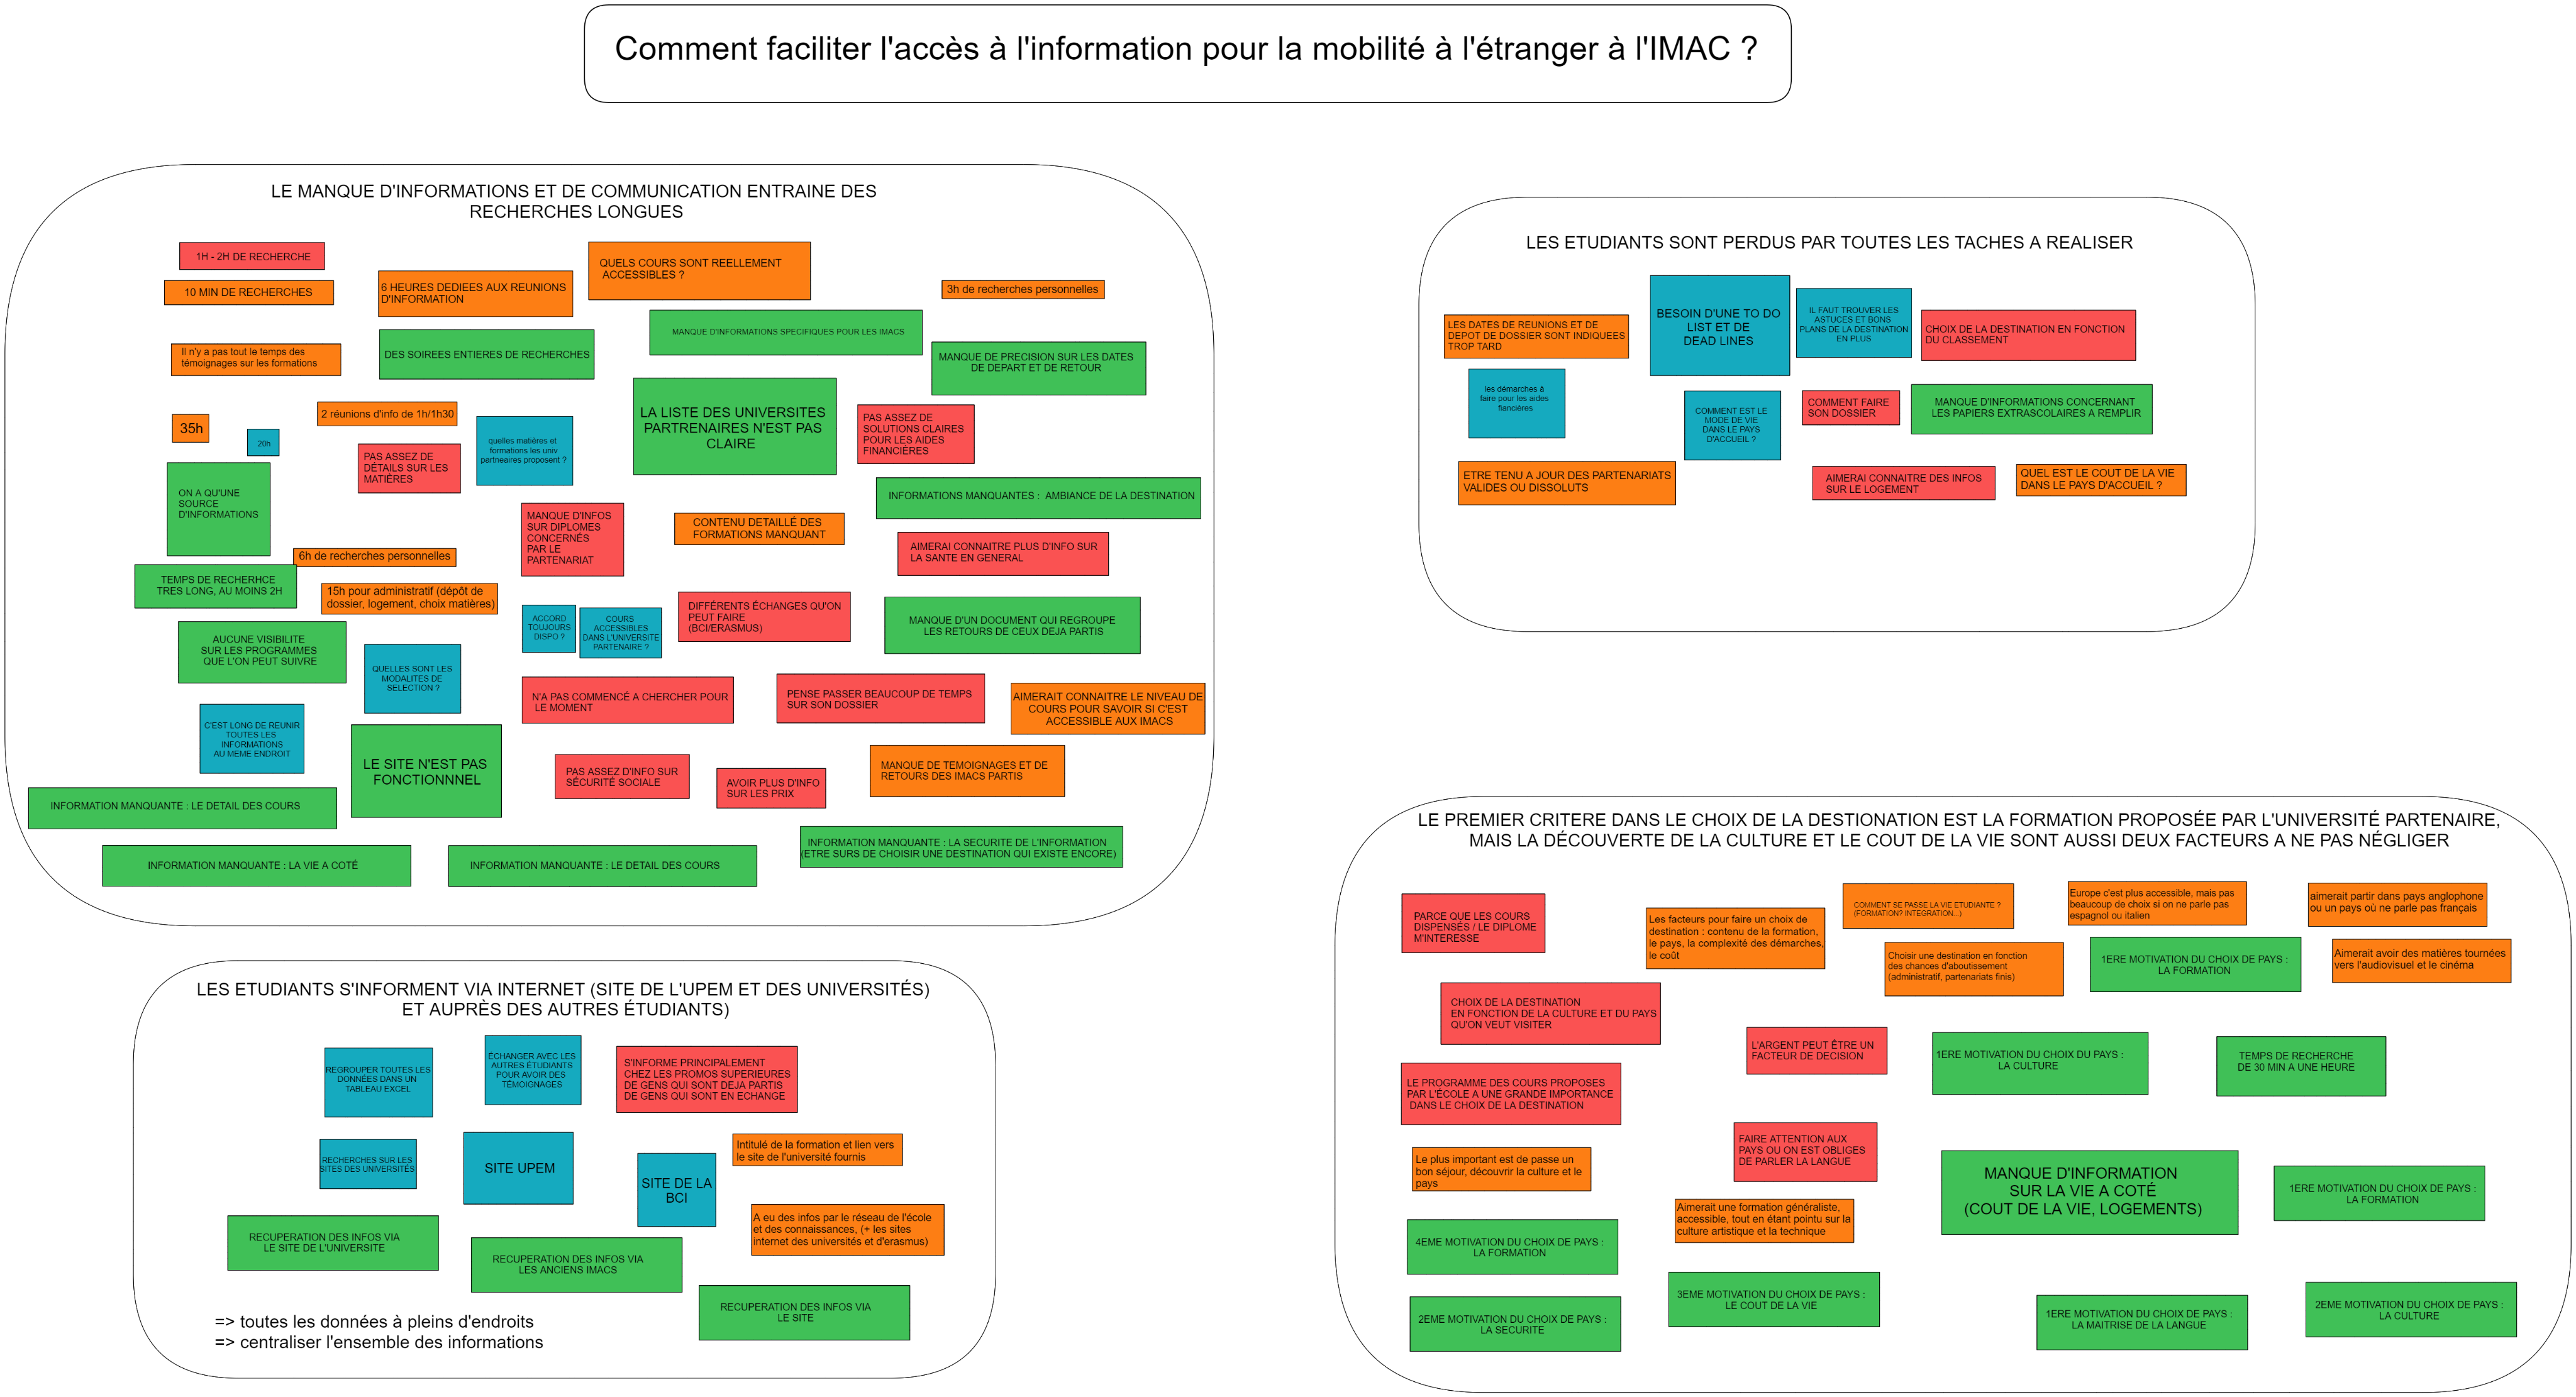 Comment faciliter l'accès à l'information pour la mobilité à l'étranger à l'IMAC ?
LE MANQUE D'INFORMATIONS ET DE COMMUNICATION ENTRAINE DES
RECHERCHES LONGUES
1H - 2H DE RECHERCHE
10 MIN DE RECHERCHES
6 HEURES DEDIEES AUX REUNIONS
D'INFORMATION
QUELS COURS SONT REELLEMENT
ACCESSIBLES ?
3h de recherches personnelles
MANQUE D'INFORMATIONS SPECIFIQUES POUR LES IMACS
Il n'y a pas tout le temps des
témoignages sur les formations
DES SOIREES ENTIERES DE RECHERCHES
MANQUE DE PRECISION SUR LES DATES
DE DEPART ET DE RETOUR
35h
20h
2 réunions d'info de 1h/1h30
PAS ASSEZ DE
DÉTAILS SUR LES
MATIÈRES
quelles matières et
formations les univ
partneaires proposent ?
LA LISTE DES UNIVERSITES
PARTRENAIRES N'EST PAS
CLAIRE
PAS ASSEZ DE
SOLUTIONS CLAIRES
POUR LES AIDES
FINANCIÈRES
ON A QU'UNE
SOURCE
D'INFORMATIONS
INFORMATIONS MANQUANTES :  AMBIANCE DE LA DESTINATION
MANQUE D'INFOS
SUR DIPLOMES
CONCERNÉS
PAR LE
PARTENARIAT
CONTENU DETAILLÉ DES
FORMATIONS MANQUANT
AIMERAI CONNAITRE PLUS D'INFO SUR
LA SANTE EN GENERAL
6h de recherches personnelles
TEMPS DE RECHERHCE
TRES LONG, AU MOINS 2H
15h pour administratif (dépôt de
dossier, logement, choix matières)
ACCORD
TOUJOURS
DISPO ?
COURS
ACCESSIBLES
DANS L'UNIVERSITE
PARTENAIRE ?
DIFFÉRENTS ÉCHANGES QU'ON
PEUT FAIRE
(BCI/ERASMUS)
MANQUE D'UN DOCUMENT QUI REGROUPE
LES RETOURS DE CEUX DEJA PARTIS
AUCUNE VISIBILITE
SUR LES PROGRAMMES
QUE L'ON PEUT SUIVRE
QUELLES SONT LES
MODALITES DE
SELECTION ?
N'A PAS COMMENCÉ A CHERCHER POUR
LE MOMENT
PENSE PASSER BEAUCOUP DE TEMPS
SUR SON DOSSIER
AIMERAIT CONNAITRE LE NIVEAU DE
COURS POUR SAVOIR SI C'EST
ACCESSIBLE AUX IMACS
C'EST LONG DE REUNIR
TOUTES LES
INFORMATIONS
AU MEME ENDROIT
LE SITE N'EST PAS
FONCTIONNNEL
PAS ASSEZ D'INFO SUR
SÉCURITÉ SOCIALE
AVOIR PLUS D'INFO
SUR LES PRIX
MANQUE DE TEMOIGNAGES ET DE
RETOURS DES IMACS PARTIS
INFORMATION MANQUANTE : LE DETAIL DES COURS
INFORMATION MANQUANTE : LA VIE A COTÉ
INFORMATION MANQUANTE : LE DETAIL DES COURS
INFORMATION MANQUANTE : LA SECURITE DE L'INFORMATION
(ETRE SURS DE CHOISIR UNE DESTINATION QUI EXISTE ENCORE)
LES ETUDIANTS SONT PERDUS PAR TOUTES LES TACHES A REALISER
LES DATES DE REUNIONS ET DE
DEPOT DE DOSSIER SONT INDIQUEES
TROP TARD
BESOIN D'UNE TO DO
LIST ET DE
DEAD LINES
IL FAUT TROUVER LES
ASTUCES ET BONS
PLANS DE LA DESTINATION
EN PLUS
CHOIX DE LA DESTINATION EN FONCTION
DU CLASSEMENT
les démarches à
faire pour les aides
fiancières
COMMENT EST LE
MODE DE VIE
DANS LE PAYS
D'ACCUEIL ?
COMMENT FAIRE
SON DOSSIER
MANQUE D'INFORMATIONS CONCERNANT
LES PAPIERS EXTRASCOLAIRES A REMPLIR
ETRE TENU A JOUR DES PARTENARIATS
VALIDES OU DISSOLUTS
AIMERAI CONNAITRE DES INFOS
SUR LE LOGEMENT
QUEL EST LE COUT DE LA VIE
DANS LE PAYS D'ACCUEIL ?
LES ETUDIANTS S'INFORMENT VIA INTERNET (SITE DE L'UPEM ET DES UNIVERSITÉS)
ET AUPRÈS DES AUTRES ÉTUDIANTS)
REGROUPER TOUTES LES
DONNÉES DANS UN
TABLEAU EXCEL
ÉCHANGER AVEC LES
AUTRES ÉTUDIANTS
POUR AVOIR DES
TÉMOIGNAGES
S'INFORME PRINCIPALEMENT
CHEZ LES PROMOS SUPERIEURES
DE GENS QUI SONT DEJA PARTIS
DE GENS QUI SONT EN ECHANGE
RECHERCHES SUR LES
SITES DES UNIVERSITÉS
SITE UPEM
SITE DE LA
BCI
Intitulé de la formation et lien vers
le site de l'université fournis
A eu des infos par le réseau de l'école
et des connaissances, (+ les sites
internet des universités et d'erasmus)
RECUPERATION DES INFOS VIA
LE SITE DE L'UNIVERSITE
RECUPERATION DES INFOS VIA
LES ANCIENS IMACS
RECUPERATION DES INFOS VIA
LE SITE
=> toutes les données à pleins d'endroits
=> centraliser l'ensemble des informations
LE PREMIER CRITERE DANS LE CHOIX DE LA DESTIONATION EST LA FORMATION PROPOSÉE PAR L'UNIVERSITÉ PARTENAIRE,
MAIS LA DÉCOUVERTE DE LA CULTURE ET LE COUT DE LA VIE SONT AUSSI DEUX FACTEURS A NE PAS NÉGLIGER
PARCE QUE LES COURS
DISPENSÉS / LE DIPLOME
M'INTERESSE
Les facteurs pour faire un choix de
destination : contenu de la formation,
le pays, la complexité des démarches,
le coût
COMMENT SE PASSE LA VIE ETUDIANTE ?
(FORMATION? INTEGRATION...)
Europe c'est plus accessible, mais pas
beaucoup de choix si on ne parle pas
espagnol ou italien
aimerait partir dans pays anglophone
ou un pays où ne parle pas français
Choisir une destination en fonction
des chances d'aboutissement
(administratif, partenariats finis)
1ERE MOTIVATION DU CHOIX DE PAYS :
LA FORMATION
Aimerait avoir des matières tournées
vers l'audiovisuel et le cinéma
CHOIX DE LA DESTINATION
EN FONCTION DE LA CULTURE ET DU PAYS
QU'ON VEUT VISITER
L'ARGENT PEUT ÊTRE UN
FACTEUR DE DECISION
1ERE MOTIVATION DU CHOIX DU PAYS :
LA CULTURE
TEMPS DE RECHERCHE
DE 30 MIN A UNE HEURE
LE PROGRAMME DES COURS PROPOSES
PAR L'ÉCOLE A UNE GRANDE IMPORTANCE
DANS LE CHOIX DE LA DESTINATION
FAIRE ATTENTION AUX
PAYS OU ON EST OBLIGES
DE PARLER LA LANGUE
Le plus important est de passe un
bon séjour, découvrir la culture et le
pays
MANQUE D'INFORMATION
SUR LA VIE A COTÉ
(COUT DE LA VIE, LOGEMENTS)
1ERE MOTIVATION DU CHOIX DE PAYS :
LA FORMATION
Aimerait une formation généraliste,
accessible, tout en étant pointu sur la
culture artistique et la technique
4EME MOTIVATION DU CHOIX DE PAYS :
LA FORMATION
3EME MOTIVATION DU CHOIX DE PAYS :
LE COUT DE LA VIE
2EME MOTIVATION DU CHOIX DE PAYS :
LA SECURITE
1ERE MOTIVATION DU CHOIX DE PAYS :
LA MAITRISE DE LA LANGUE
2EME MOTIVATION DU CHOIX DE PAYS :
LA CULTURE